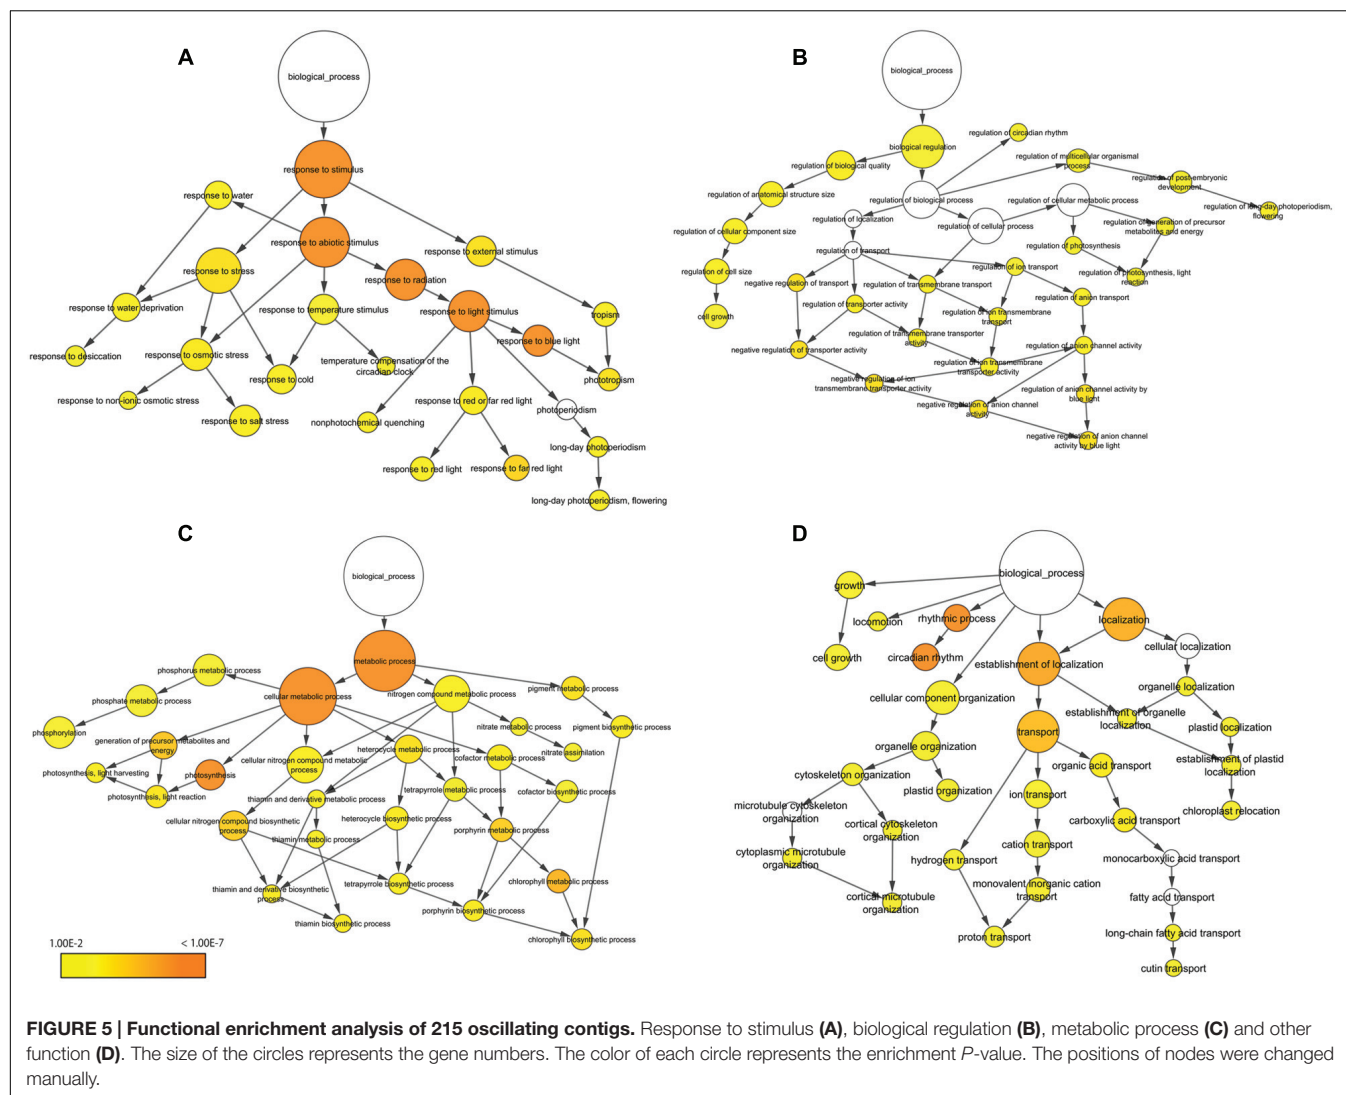 A
biological_process
response to stimulus
response to water
response to abiotic stimulus
response to external stimulus
response to stress
response to radiation
response to water deprivation
response to temperature stimulus
response to light stimulus
tropism
response to blue light
response to desiccation
response to osmotic stress
temperature compensation of the
circadian clock
response to cold
phototropism
response to non-ionic osmotic stress
response to red or far red light
photoperiodism
response to salt stress
nonphotochemical quenching
long-day photoperiodism
response to red light
response to far red light
long-day photoperiodism, flowering
B
biological_process
regulation of circadian rhythm
biological regulation
regulation of biological quality
regulation of multicellular organismal
process
regulation of post-embryonic
development
regulation of anatomical structure size
regulation of biological process
regulation of cellular metabolic process
regulation of long-day photoperiodism,
flowering
regulation of localization
regulation of cellular process
regulation of generation of precursor
metabolites and energy
regulation of cellular component size
regulation of transport
regulation of photosynthesis
regulation of cell size
regulation of ion transport
regulation of photosynthesis, light
reaction
negative regulation of transport
regulation of transmembrane transport
regulation of anion transport
regulation of transporter activity
cell growth
regulation of ion transmembrane
transport
regulation of transmembrane transporter
activity
negative regulation of transporter activity
regulation of anion channel activity
regulation of ion transmembrane
transporter activity
negative regulation of ion
transmembrane transporter activity
regulation of anion channel activity by
blue light
negative regulation of anion channel
activity
negative regulation of anion channel
activity by blue light
C
biological_process
metabolic process
phosphorus metabolic process
cellular metabolic process
nitrogen compound metabolic process
pigment metabolic process
phosphate metabolic process
nitrate metabolic process
pigment biosynthetic process
phosphorylation
generation of precursor metabolites and
energy
heterocycle metabolic process
nitrate assimilation
cellular nitrogen compound metabolic
process
cofactor metabolic process
photosynthesis, light harvesting
photosynthesis
photosynthesis, light reaction
thiamin and derivative metabolic process
tetrapyrrole metabolic process
cofactor biosynthetic process
cellular nitrogen compound biosynthetic
process
heterocycle biosynthetic process
porphyrin metabolic process
thiamin metabolic process
thiamin and derivative biosynthetic
process
tetrapyrrole biosynthetic process
chlorophyll metabolic process
porphyrin biosynthetic process
thiamin biosynthetic process
chlorophyll biosynthetic process
1.00E-2
< 1.00E-7
D
biological_process
growth
locomotion
rhythmic process
localization
cell growth
circadian rhythm
establishment of localization
cellular localization
cellular component organization
organelle localization
establishment of organelle
localization
plastid localization
transport
organelle organization
cytoskeleton organization
organic acid transport
establishment of plastid
localization
plastid organization
ion transport
microtubule cytoskeleton
organization
chloroplast relocation
cortical cytoskeleton
organization
carboxylic acid transport
cation transport
cytoplasmic microtubule
organization
hydrogen transport
monocarboxylic acid transport
monovalent inorganic cation
transport
cortical microtubule
organization
fatty acid transport
proton transport
long-chain fatty acid transport
cutin transport
FIGURE 5 | Functional enrichment analysis of 215 oscillating contigs. Response to stimulus (A), biological regulation (B), metabolic process (C) and other
function (D). The size of the circles represents the gene numbers. The color of each circle represents the enrichment P-value. The positions of nodes were changed
manually.